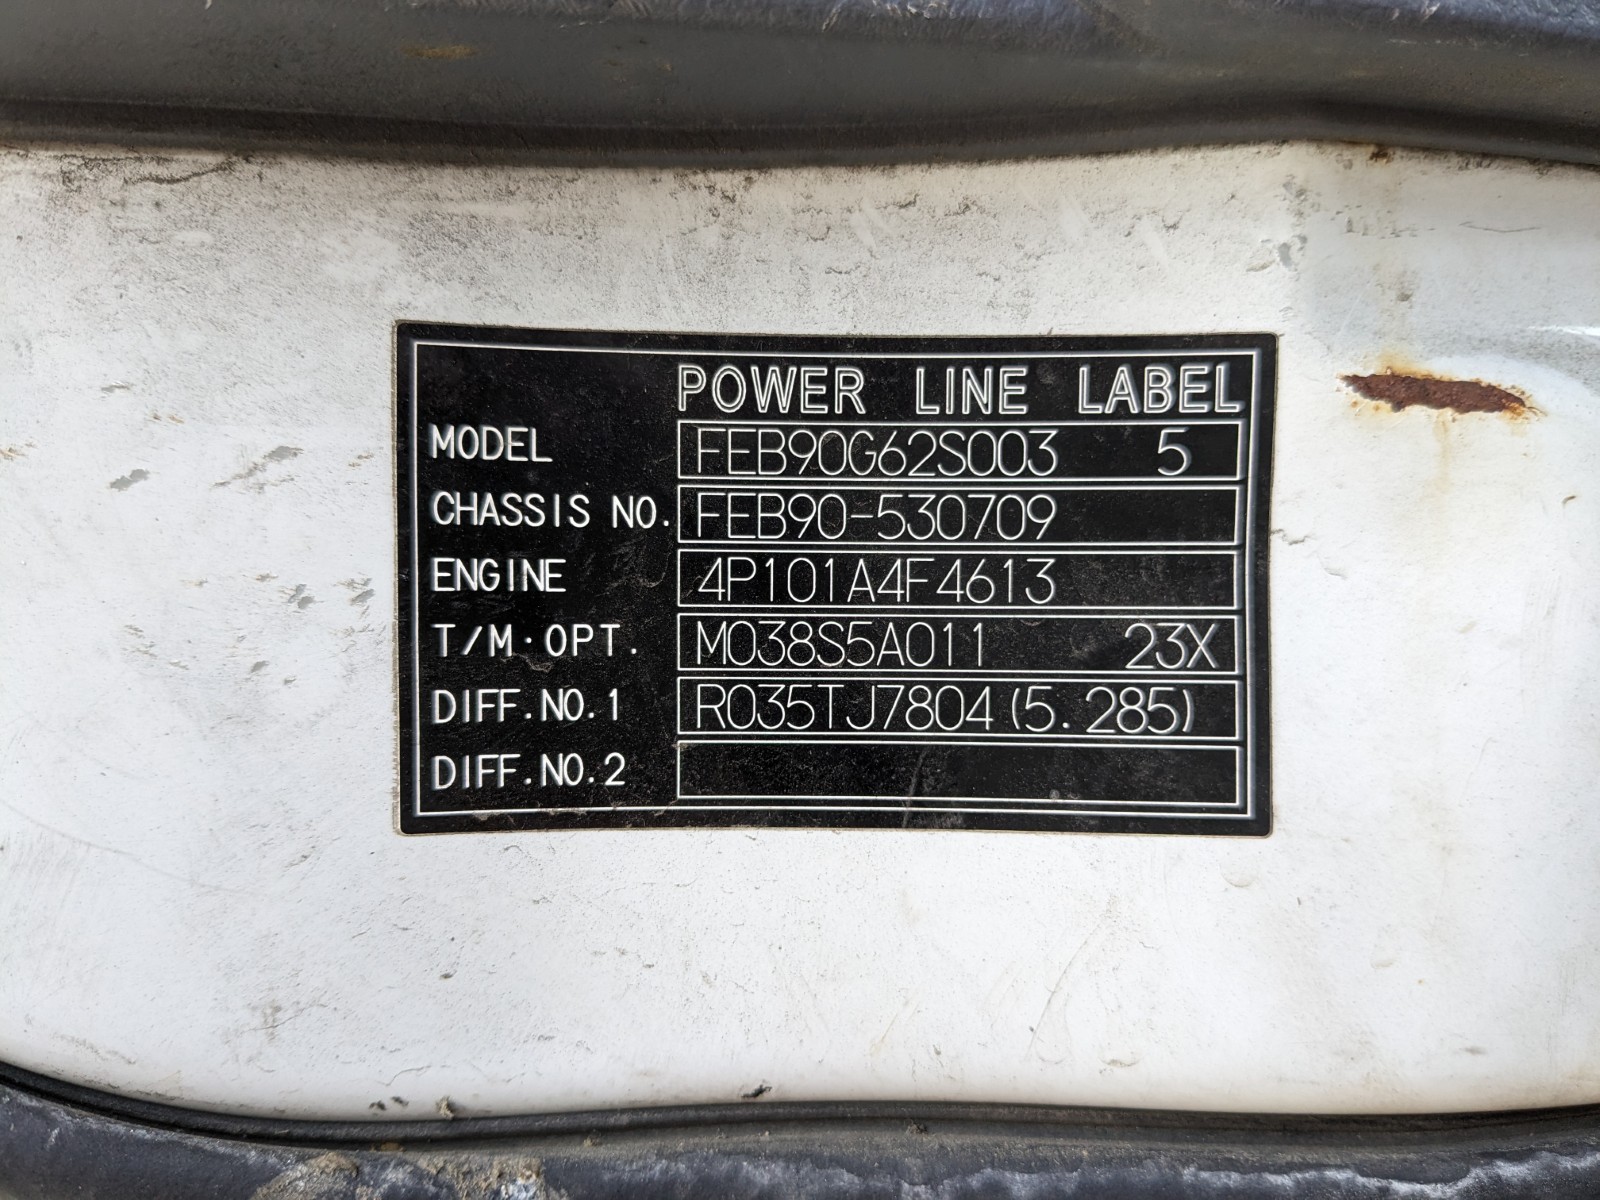 POWER LINE LABEL
MODEL FEB90G62S003 5
CHASSIS NO. FEB90-530709
ENGINE 4P101A4F4613
T/M·OPT. M038S5A011 23X
DIFF.NO.1 R035TJ7804(5.285)
DIFF.NO.2